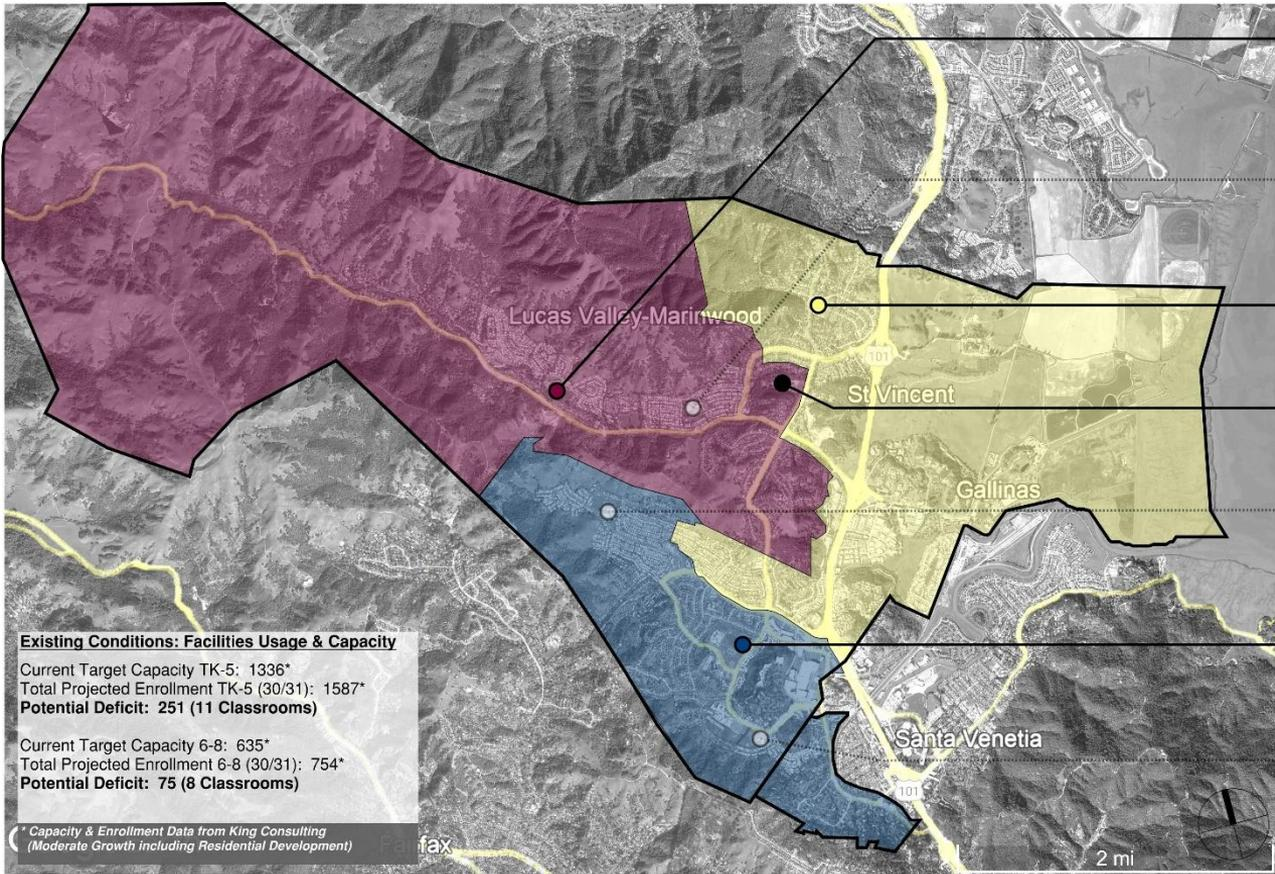 Lucas Valley-Marinwood
101
St Vincent
Gallinas
Existing Conditions: Facilities Usage & Capacity
Current Target Capacity TK-5: 1336*
Total Projected Enrollment TK-5 (30/31): 1587*
Potential Deficit: 251 (11 Classrooms)
Current Target Capacity 6-8: 635*
Total Projected Enrollment 6-8 (30/31): 754*
Potential Deficit: 75 (8 Classrooms)
* Capacity & Enrollment Data from King Consulting
(Moderate Growth including Residential Development)
Santa Venetia
101
Fairfax
2 mi